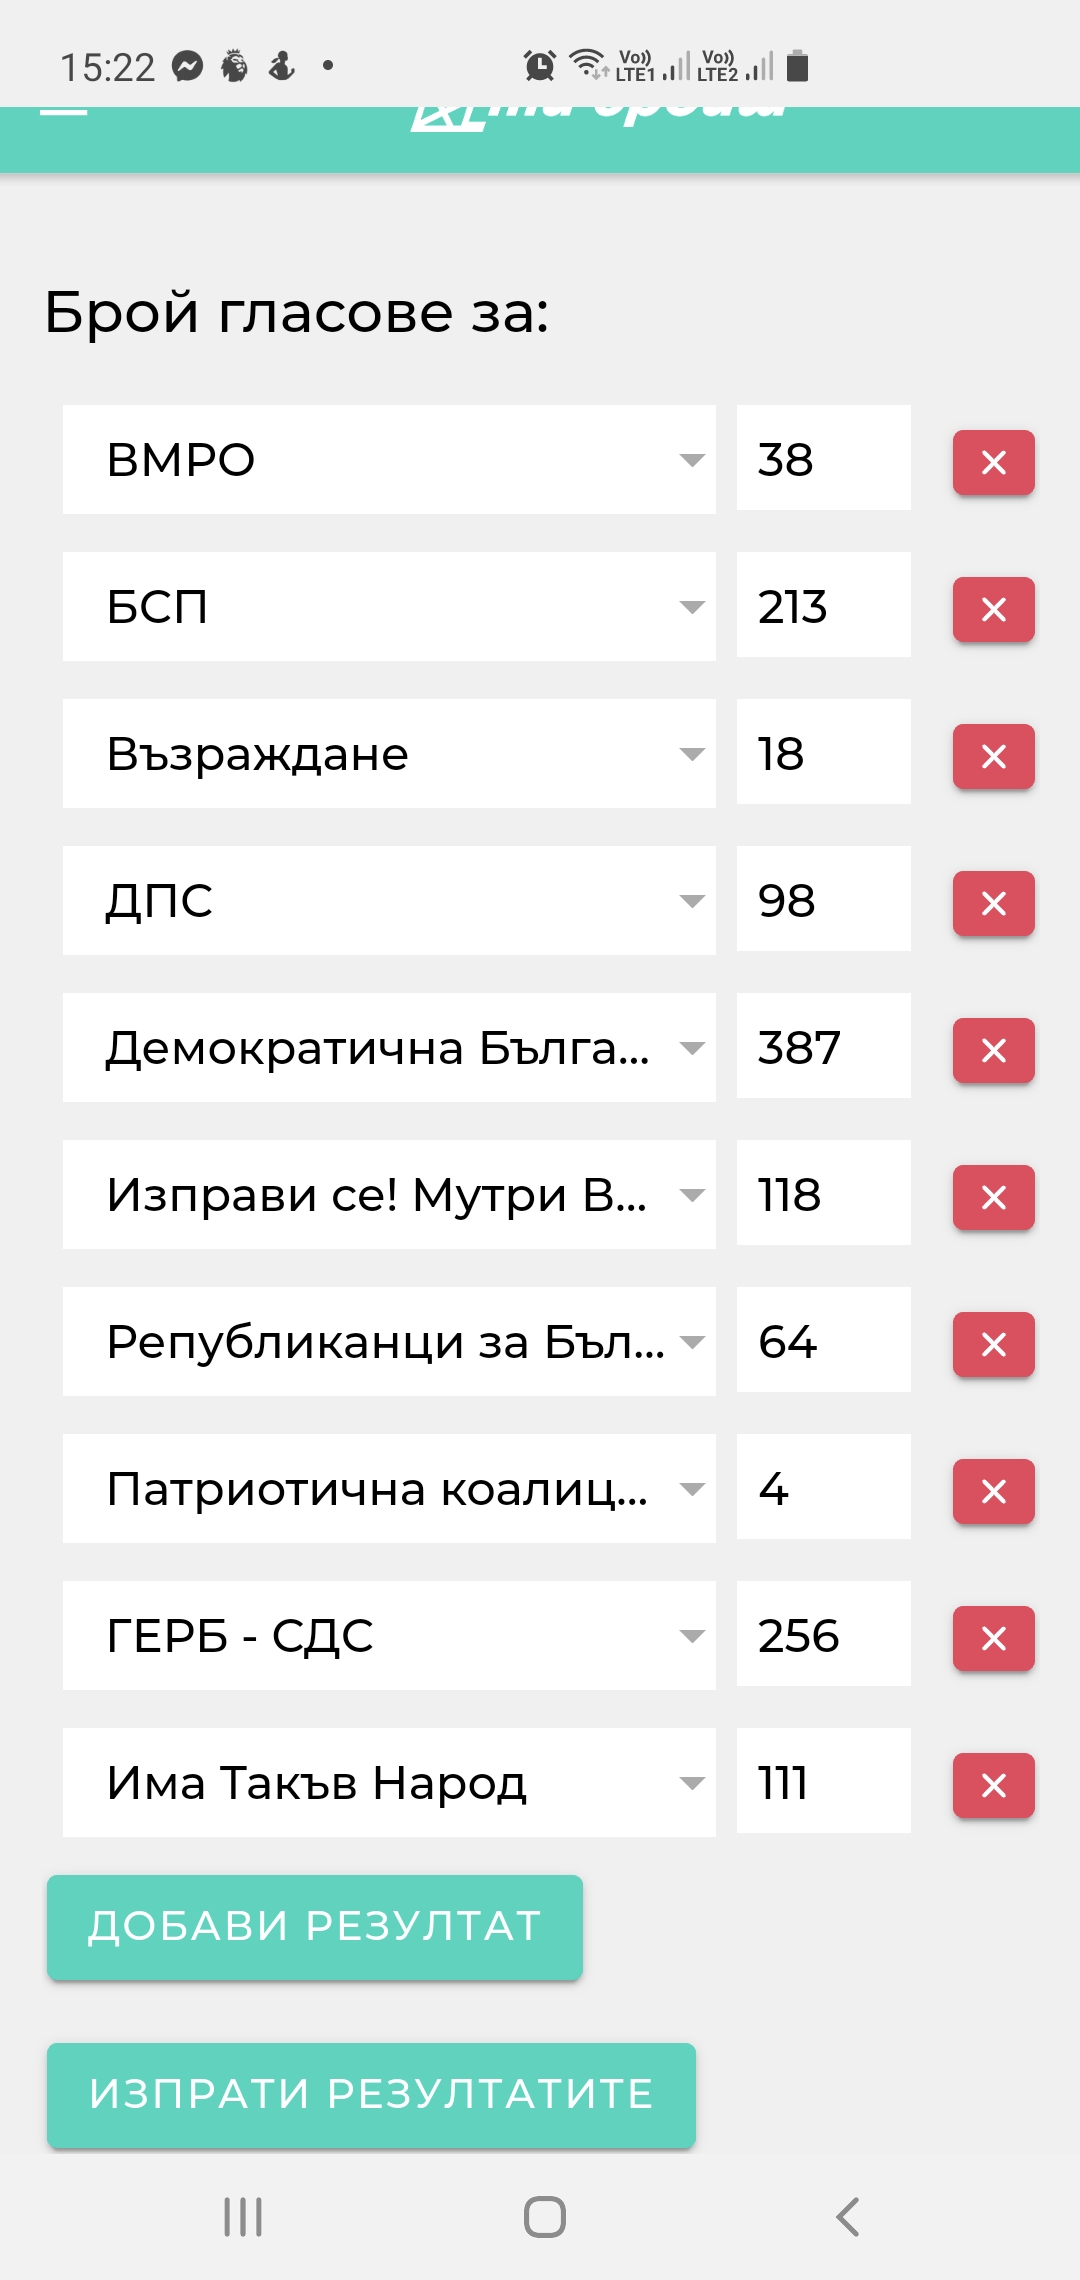 15:22
Vo)) LTE1 Vo)) LTE2
Брой гласове за:
ВМРО 38
БСП 213
Възраждане 18
ДПС 98
Демократична Бълга... 387
Изправи се! Мутри В... 118
Републиканци за Бъл... 64
Патриотична коалиц... 4
ГЕРБ - СДС 256
Има Такъв Народ 111
ДОБАВИ РЕЗУЛТАТ
ИЗПРАТИ РЕЗУЛТАТИТЕ